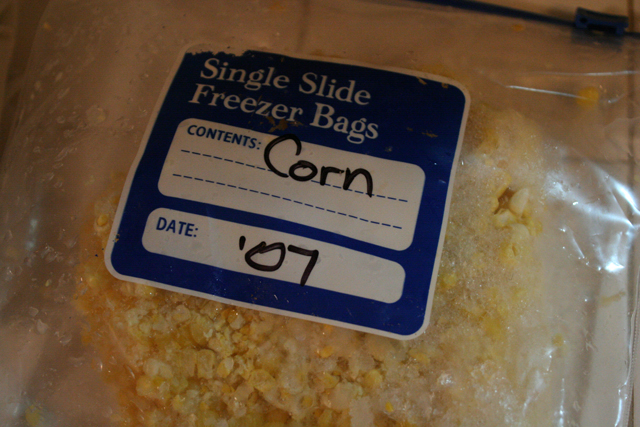 Single Slide
Freezer Bags
CONTENTS: Corn
DATE: '07